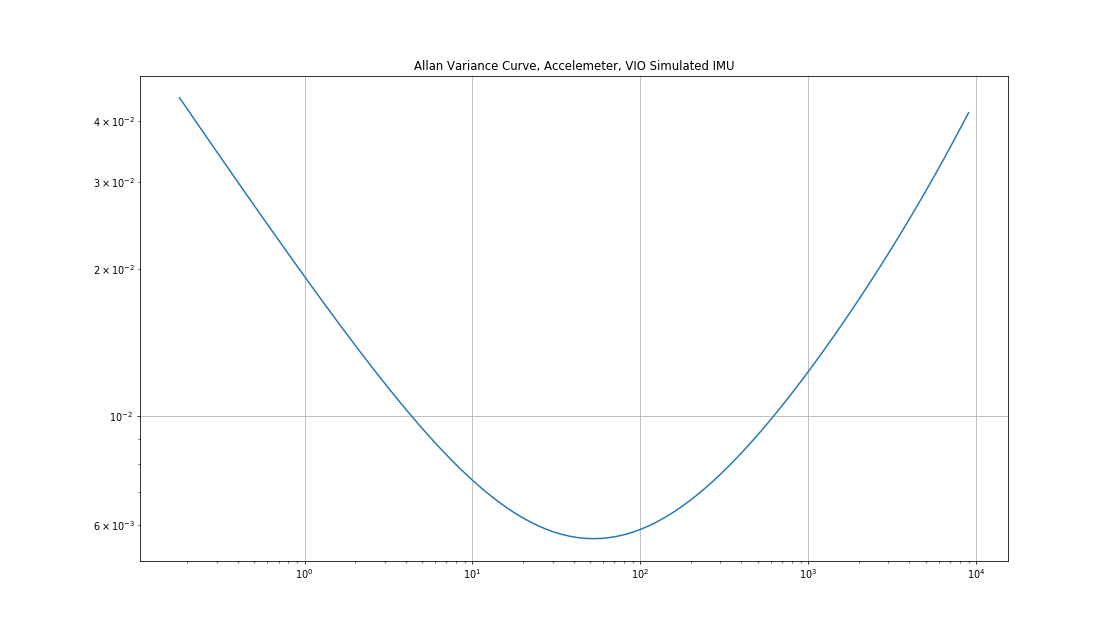 Allan Variance Curve, Accelemeter, VIO Simulated IMU
4 × 10⁻²
3 × 10⁻²
2 × 10⁻²
10⁻²
6 × 10⁻³
10⁰ 10¹ 10² 10³ 10⁴